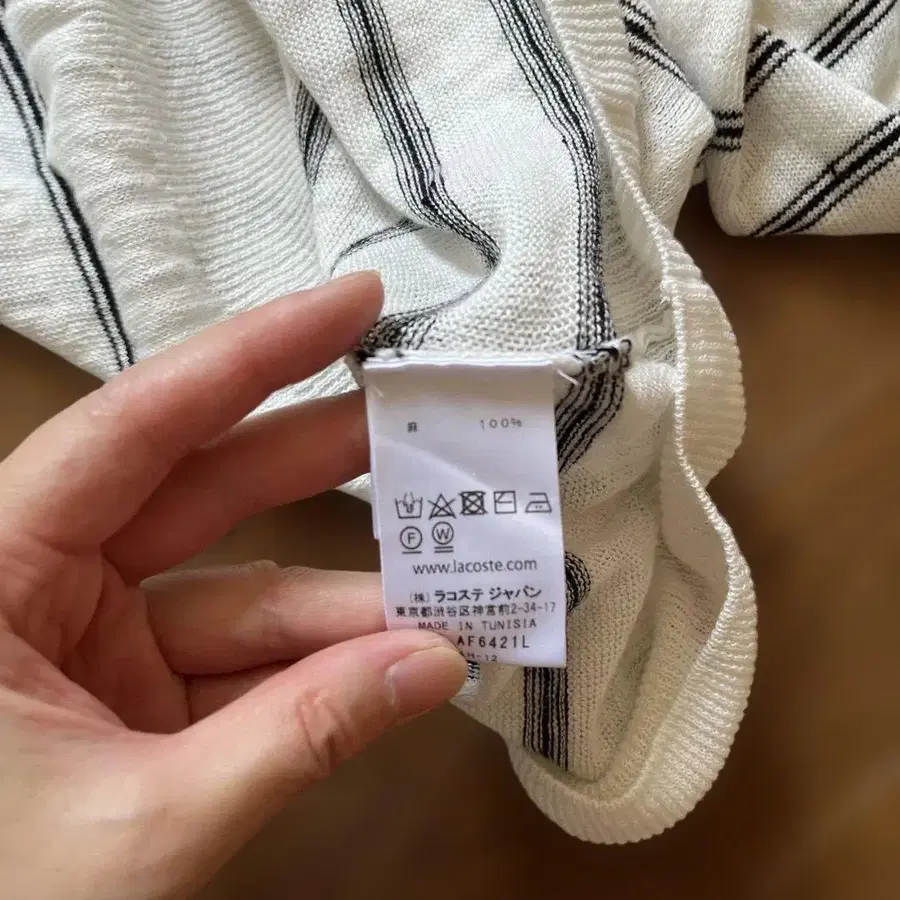 麻 100%
F W
www.lacoste.com
(株) ラコステ ジャパン
東京都渋谷区神宮前2-34-17
MADE IN TUNISIA
AF6421L